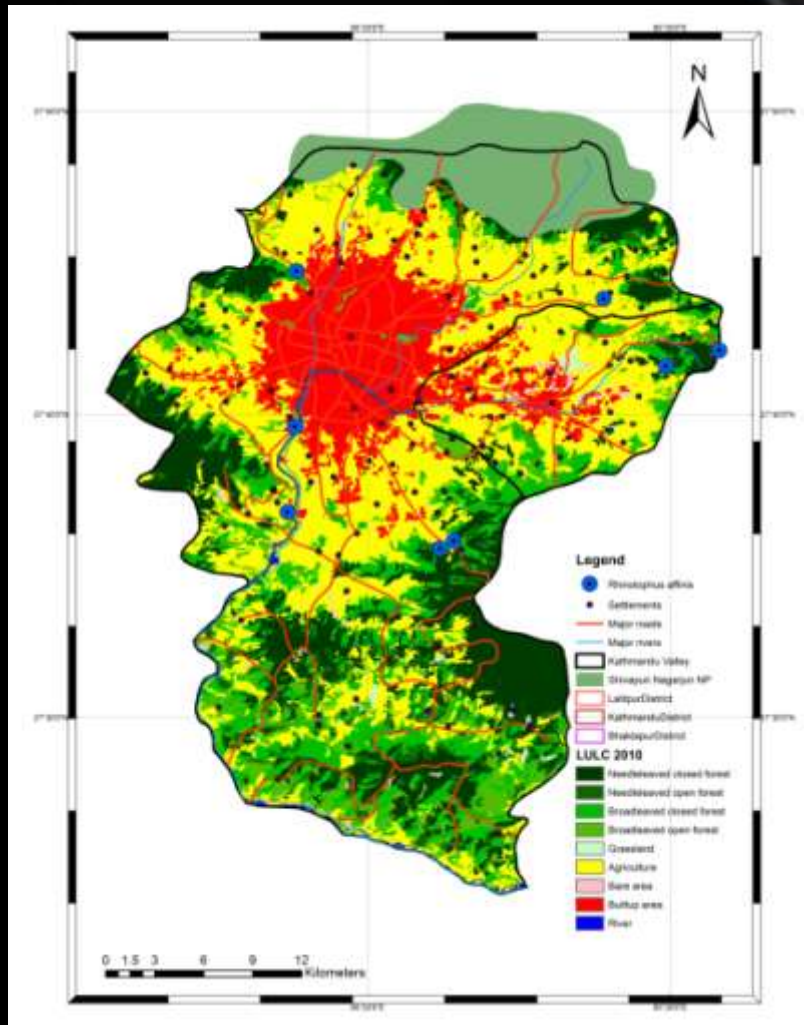 N
Legend
Rhinolophus affinis
Settlements
Major roads
Major rivers
Kathmandu Valley
Shivapuri Nagarjun NP
LalitpurDistrict
KathmanduDistrict
BhaktapurDistrict
LULC 2010
Needleleaved closed forest
Needleleaved open forest
Broadleaved closed forest
Broadleaved open forest
Grassland
Agriculture
Bare area
Builtup area
River
0 1.5 3 6 9 12
Kilometers